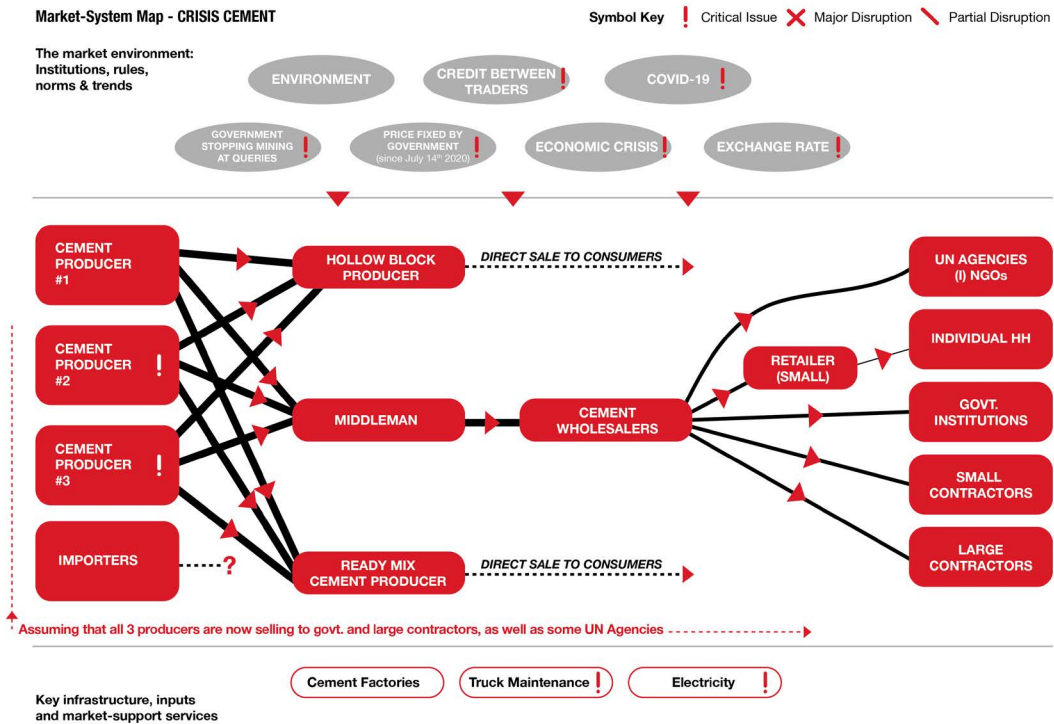 Market-System Map - CRISIS CEMENT
Symbol Key
! Critical Issue
Major Disruption
Partial Disruption
The market environment:
Institutions, rules,
norms & trends
ENVIRONMENT
CREDIT BETWEEN
TRADERS !
COVID-19 !
GOVERNMENT
STOPPING MINING
AT QUERIES !
PRICE FIXED BY
GOVERNMENT
(since July 14th 2020) !
ECONOMIC CRISIS !
EXCHANGE RATE !
CEMENT
PRODUCER
#1
CEMENT
PRODUCER
#2 !
CEMENT
PRODUCER
#3 !
IMPORTERS
?
HOLLOW BLOCK
PRODUCER
DIRECT SALE TO CONSUMERS
MIDDLEMAN
CEMENT
WHOLESALERS
READY MIX
CEMENT PRODUCER
DIRECT SALE TO CONSUMERS
RETAILER
(SMALL)
UN AGENCIES
(I) NGOs
INDIVIDUAL HH
GOVT.
INSTITUTIONS
SMALL
CONTRACTORS
LARGE
CONTRACTORS
Assuming that all 3 producers are now selling to govt. and large contractors, as well as some UN Agencies
Cement Factories
Truck Maintenance !
Electricity !
Key infrastructure, inputs
and market-support services